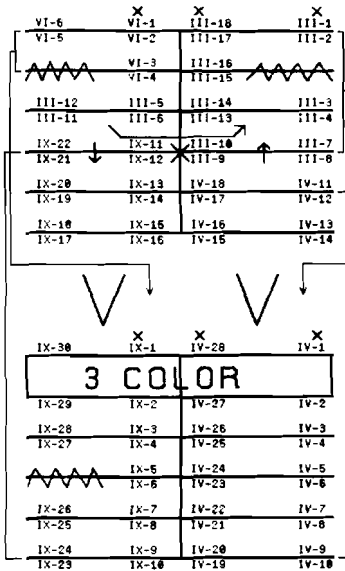 X X X
VI-6 VI-1 III-18 III-1
VI-5 VI-2 III-17 III-2
VI-3 III-16
VI-4 III-15
III-12 III-5 III-14 III-3
III-11 III-6 III-13 III-4
IX-22 IX-11 III-10 III-7
IX-21 IX-12 III-9 III-8
IX-20 IX-13 IV-18 IV-11
IX-19 IX-14 IV-17 IV-12
IX-18 IX-15 IV-16 IV-13
IX-17 IX-16 IV-15 IV-14
X X X
IX-30 IX-1 IV-28 IV-1
3 COLOR
IX-29 IX-2 IV-27 IV-2
IX-28 IX-3 IV-26 IV-3
IX-27 IX-4 IV-25 IV-4
IX-5 IV-24 IV-5
IX-6 IV-23 IV-6
IX-26 IX-7 IV-22 IV-7
IX-25 IX-8 IV-21 IV-8
IX-24 IX-9 IV-20 IV-9
IX-23 IX-10 IV-19 IV-10